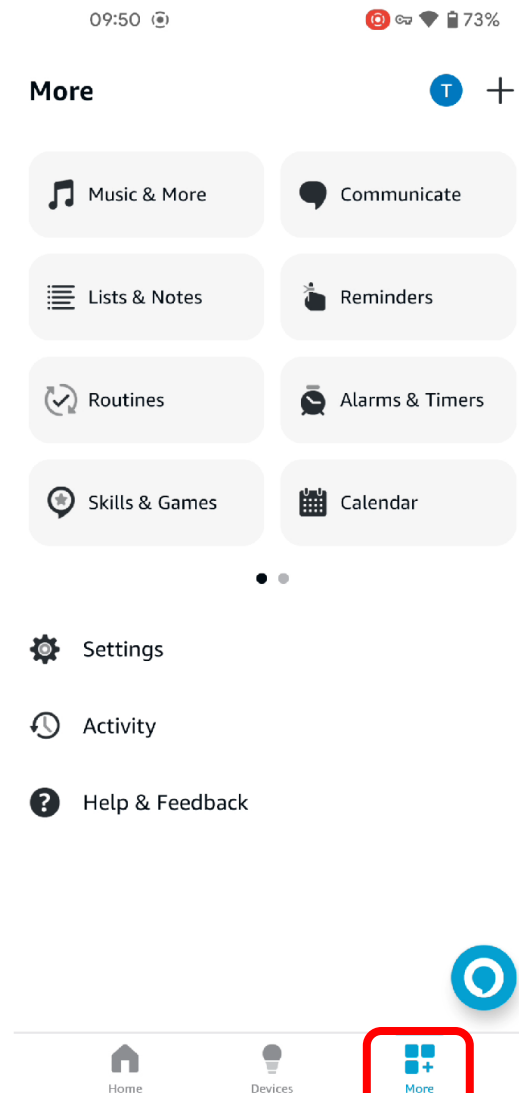 09:50 73%
More T
Music & More Communicate
Lists & Notes Reminders
Routines Alarms & Timers
Skills & Games Calendar
Settings
Activity
? Help & Feedback
Home Devices More